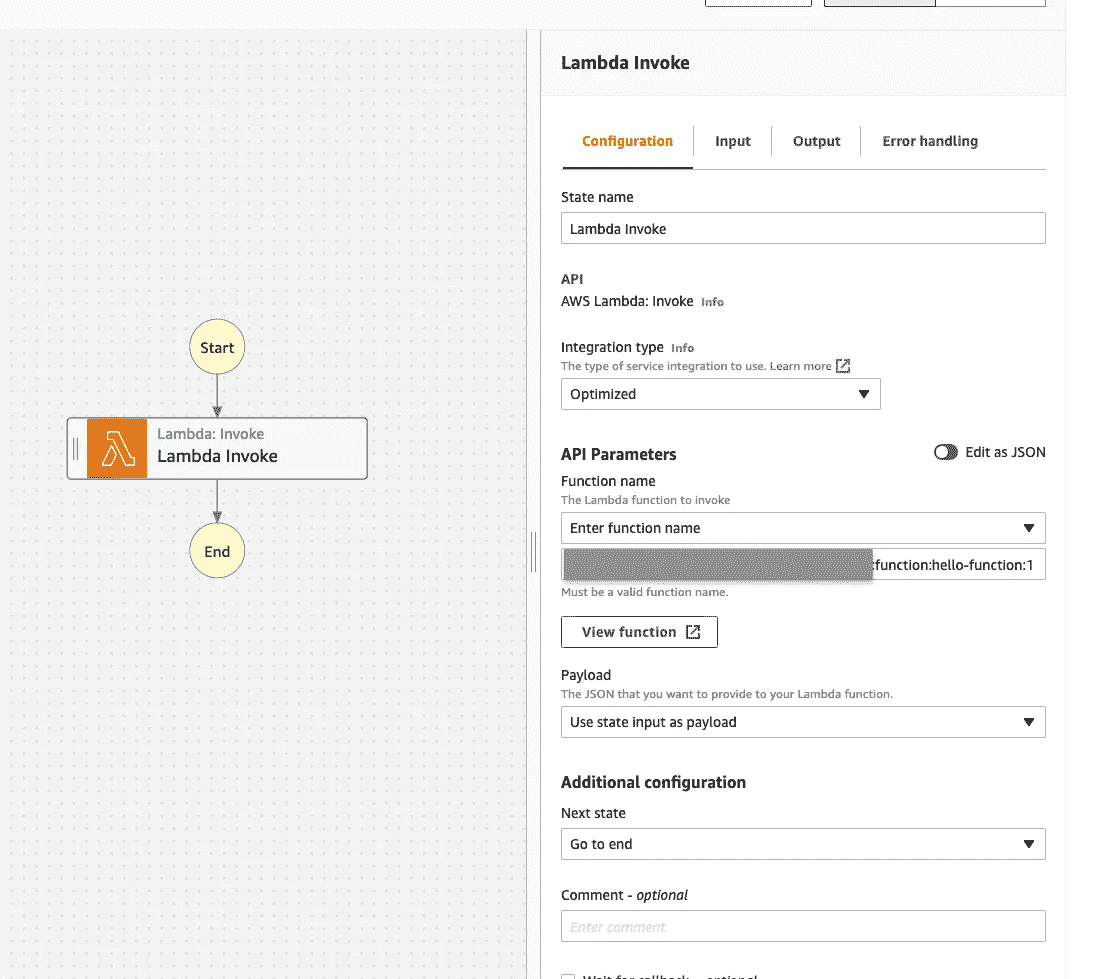 Lambda Invoke
Configuration Input Output Error handling
State name
Lambda Invoke
API
AWS Lambda: Invoke Info
Integration type Info
The type of service integration to use. Learn more
Optimized
API Parameters Edit as JSON
Function name
The Lambda function to invoke
Enter function name
:function:hello-function:1
Must be a valid function name.
View function
Payload
The JSON that you want to provide to your Lambda function.
Use state input as payload
Additional configuration
Next state
Go to end
Comment - optional
Enter comment
Wait for callback - optional
Start
Lambda: Invoke
Lambda Invoke
End